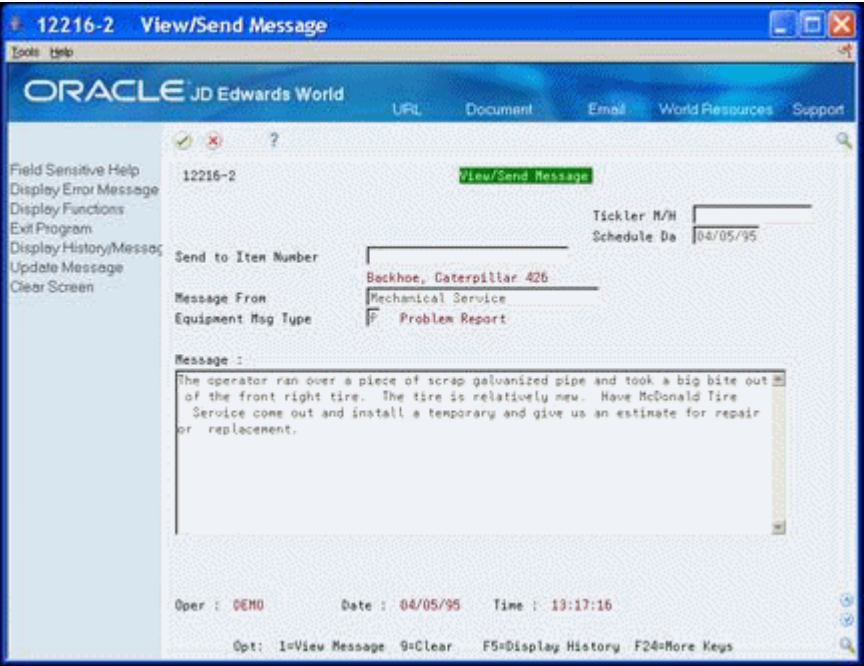 12216-2 View/Send Message
Tools Help
ORACLE JD Edwards World
URL Document Email World Resources Support
?
Field Sensitive Help
Display Error Message
Display Functions
Exit Program
Display History/Messag
Update Message
Clear Screen
12216-2 View/Send Message
Tickler M/H
Schedule Da 04/05/95
Send to Item Number
Backhoe, Caterpillar 426
Message From Mechanical Service
Equipment Msg Type P Problem Report
Message :
The operator ran over a piece of scrap galvanized pipe and took a big bite out
of the front right tire. The tire is relatively new. Have McDonald Tire
Service come out and install a temporary and give us an estimate for repair
or replacement.
Oper : DEMO Date : 04/05/95 Time : 13:17:16
Opt: 1=View Message 9=Clear F5=Display History F24=More Keys